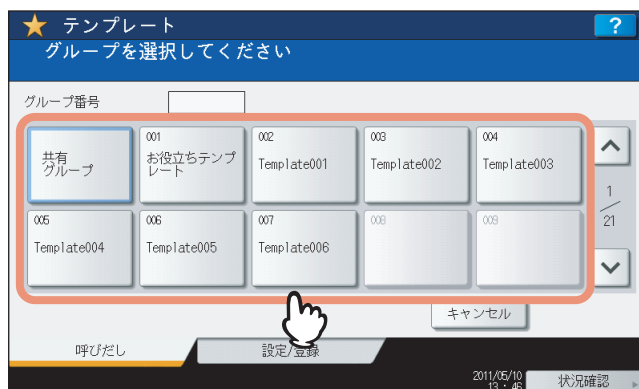 テンプレート
?
グループを選択してください
グループ番号
共有
グループ
001
お役立ちテンプ
レート
002
Template001
003
Template002
004
Template003
005
Template004
006
Template005
007
Template006
008
009
1
21
キャンセル
呼びだし
設定/登録
2011/05/10
13 : 46
状況確認